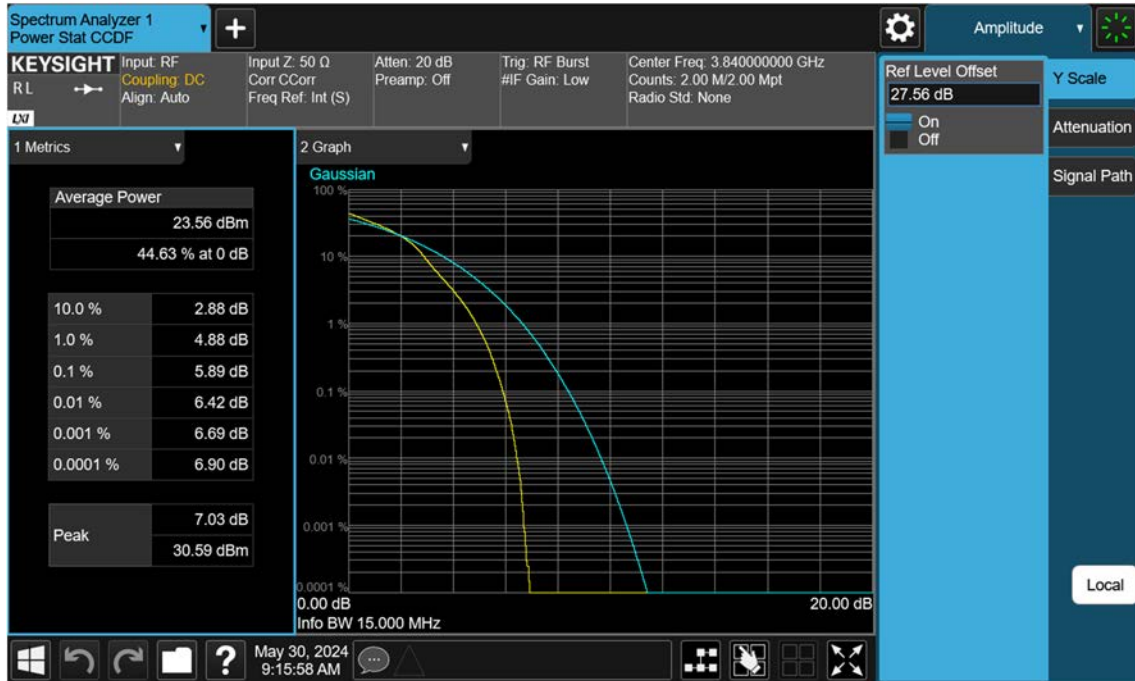 Spectrum Analyzer 1
Power Stat CCDF
+
Amplitude
KEYSIGHT
RL
LXI
Input: RF
Coupling: DC
Align: Auto
Input Z: 50 Ω
Corr CCorr
Freq Ref: Int (S)
Atten: 20 dB
Preamp: Off
Trig: RF Burst
#IF Gain: Low
Center Freq: 3.840000000 GHz
Counts: 2.00 M/2.00 Mpt
Radio Std: None
Ref Level Offset
27.56 dB
On
Off
Y Scale
Attenuation
Signal Path
1 Metrics
Average Power
23.56 dBm
44.63 % at 0 dB
10.0 % 2.88 dB
1.0 % 4.88 dB
0.1 % 5.89 dB
0.01 % 6.42 dB
0.001 % 6.69 dB
0.0001 % 6.90 dB
Peak
7.03 dB
30.59 dBm
2 Graph
Gaussian
100 %
10 %
1 %
0.1 %
0.01 %
0.001 %
0.0001 %
0.00 dB 20.00 dB
Info BW 15.000 MHz
Local
?
May 30, 2024
9:15:58 AM